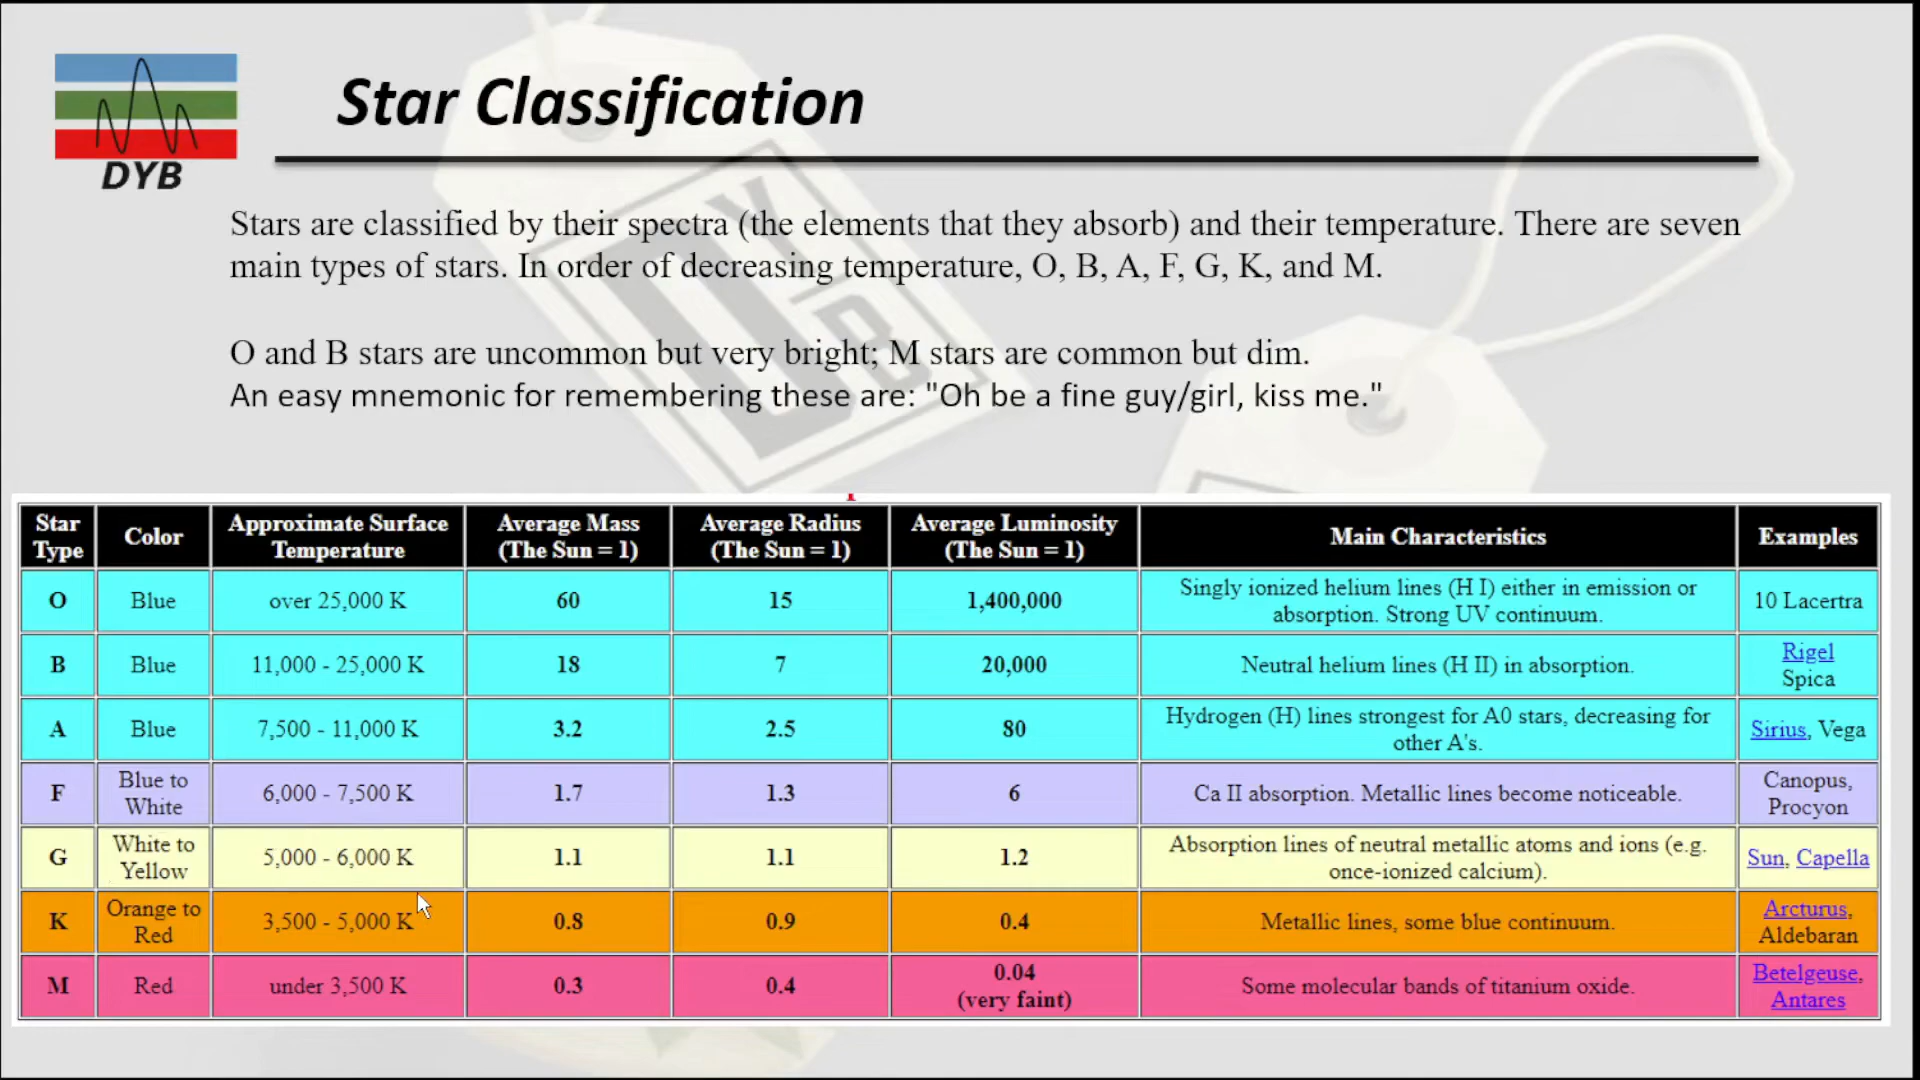 DYB
Star Classification
Stars are classified by their spectra (the elements that they absorb) and their temperature. There are seven
main types of stars. In order of decreasing temperature, O, B, A, F, G, K, and M.
O and B stars are uncommon but very bright; M stars are common but dim.
An easy mnemonic for remembering these are: "Oh be a fine guy/girl, kiss me."
Star Type Color Approximate Surface Temperature Average Mass (The Sun = 1) Average Radius (The Sun = 1) Average Luminosity (The Sun = 1) Main Characteristics Examples
O Blue over 25,000 K 60 15 1,400,000 Singly ionized helium lines (H I) either in emission or absorption. Strong UV continuum. 10 Lacertra
B Blue 11,000 - 25,000 K 18 7 20,000 Neutral helium lines (H II) in absorption. Rigel Spica
A Blue 7,500 - 11,000 K 3.2 2.5 80 Hydrogen (H) lines strongest for A0 stars, decreasing for other A's. Sirius, Vega
F Blue to White 6,000 - 7,500 K 1.7 1.3 6 Ca II absorption. Metallic lines become noticeable. Canopus, Procyon
G White to Yellow 5,000 - 6,000 K 1.1 1.1 1.2 Absorption lines of neutral metallic atoms and ions (e.g. once-ionized calcium). Sun, Capella
K Orange to Red 3,500 - 5,000 K 0.8 0.9 0.4 Metallic lines, some blue continuum. Arcturus, Aldebaran
M Red under 3,500 K 0.3 0.4 0.04 (very faint) Some molecular bands of titanium oxide. Betelgeuse, Antares